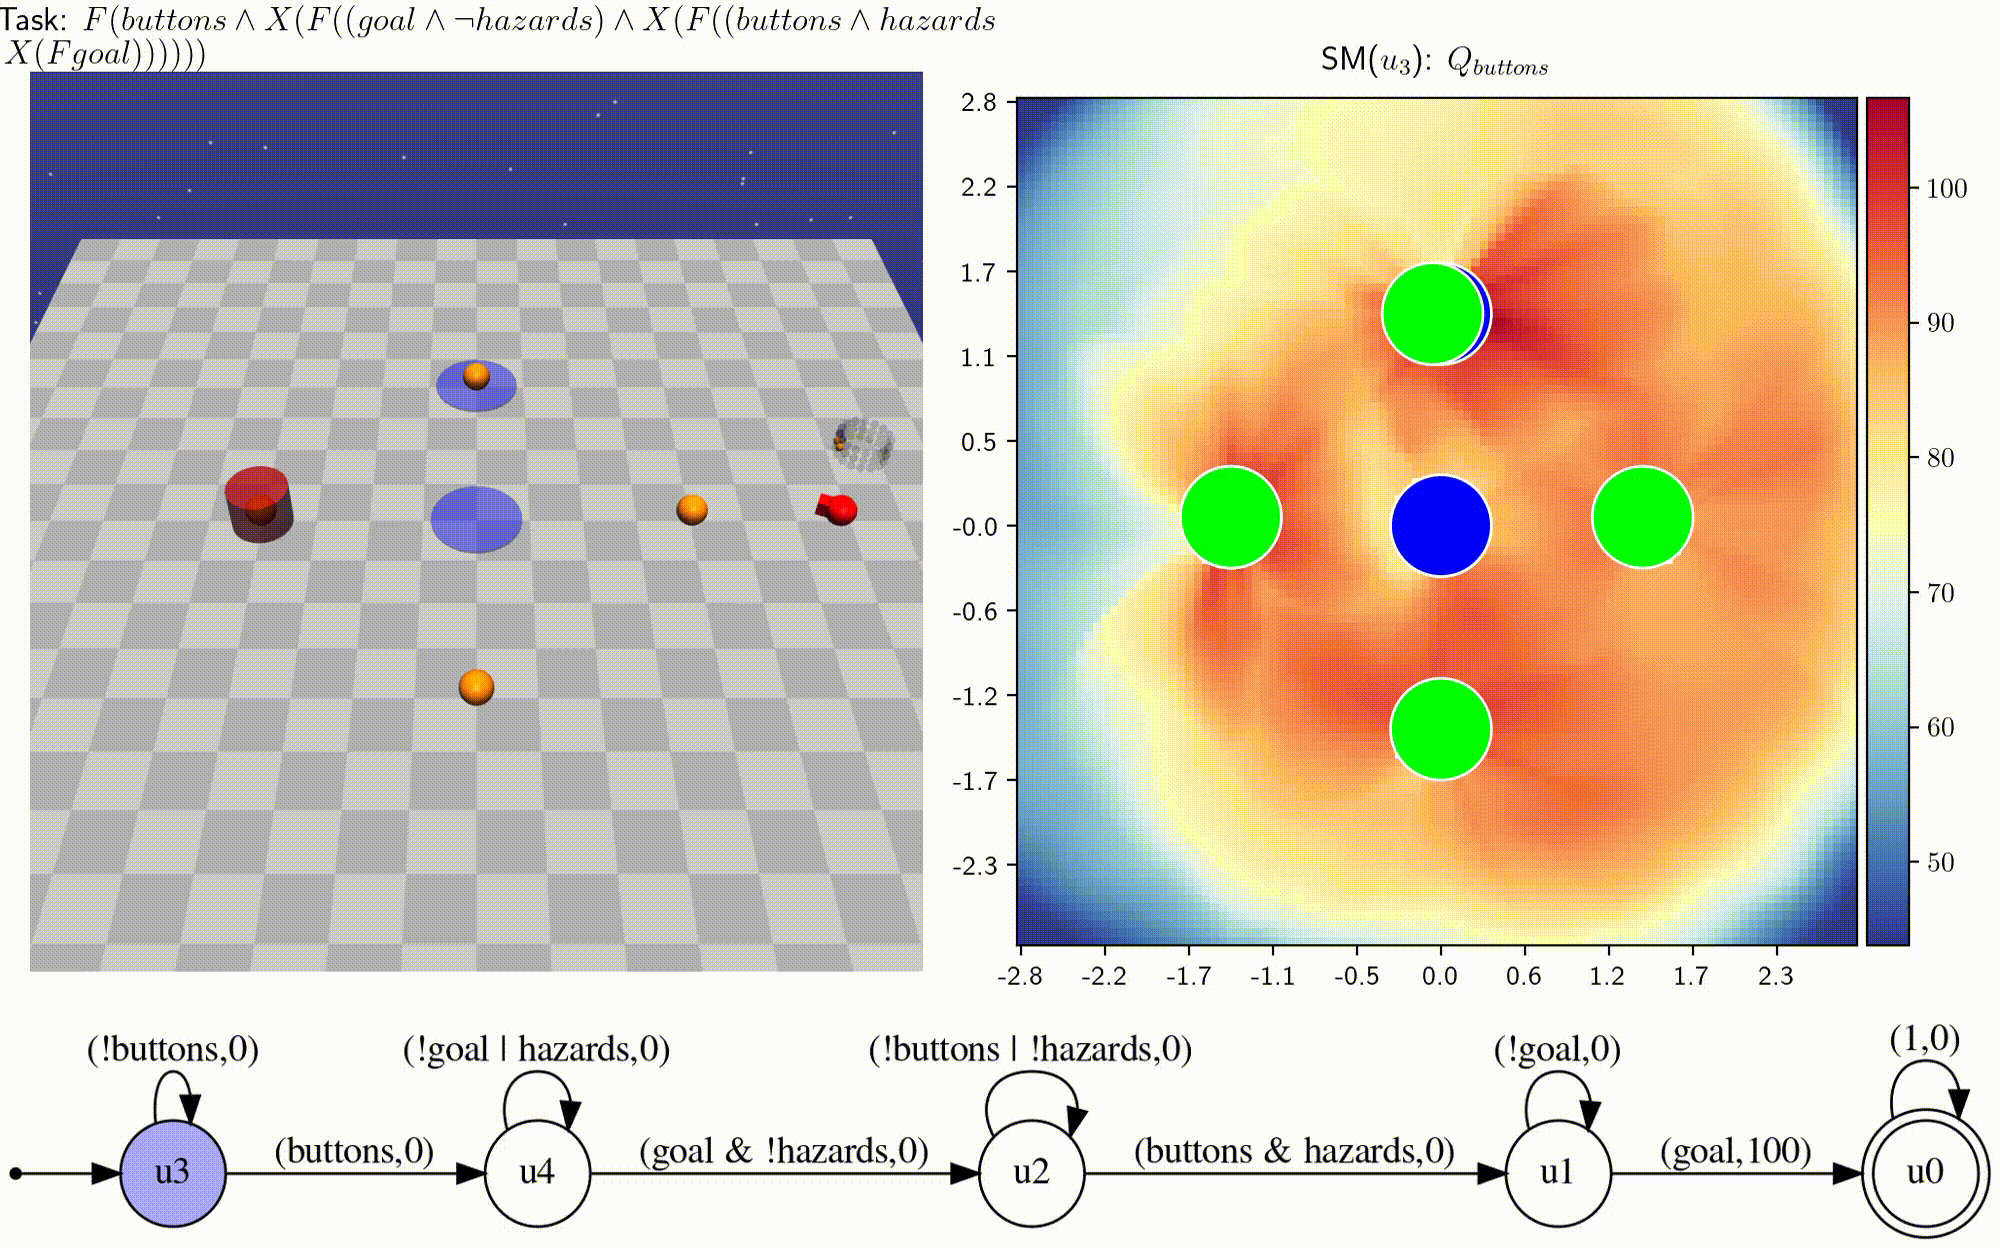 Task: F(buttons ∧ X(F((goal ∧ ¬hazards) ∧ X(F((buttons ∧ hazards
X(Fgoal))))))
SM(u₃): Q_buttons
2.8
2.2
1.7
1.1
0.5
-0.0
-0.6
-1.2
-1.7
-2.3
-2.8 -2.2 -1.7 -1.1 -0.5 0.0 0.6 1.2 1.7 2.3
100
90
80
70
60
50
(!buttons,0) (!goal | hazards,0) (!buttons | !hazards,0) (!goal,0) (1,0)
(buttons,0) (goal & !hazards,0) (buttons & hazards,0) (goal,100)
u3 u4 u2 u1 u0